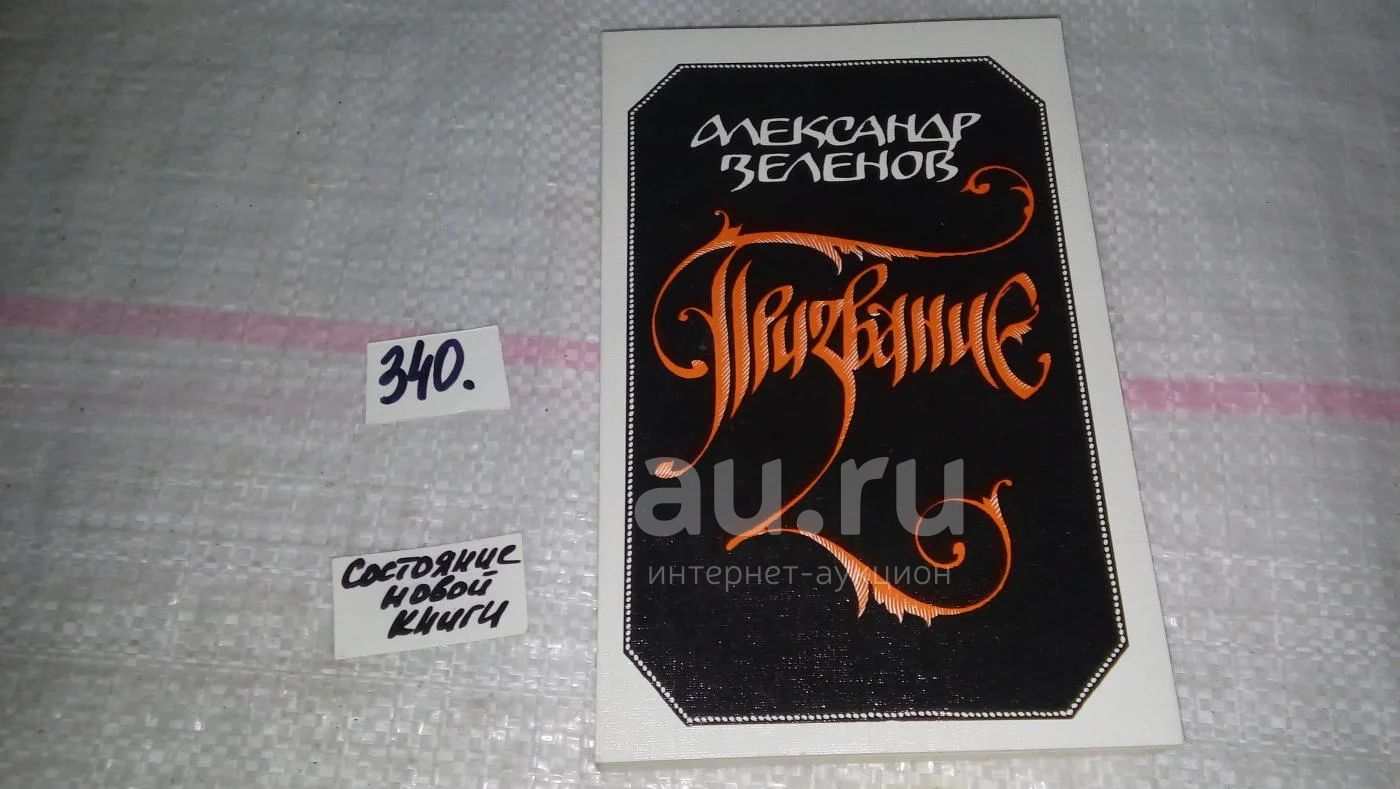 АЛЕКСАНДР
ЗЕЛЕНОВ
Призвание
340.
Состояние
новой
книги
au.ru
интернет-аукцион